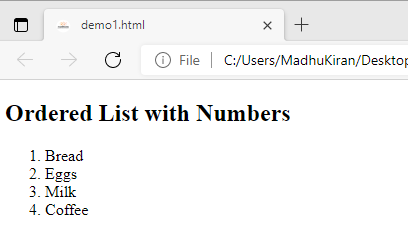 demo1.html
File | C:/Users/MadhuKiran/Desktop
Ordered List with Numbers
1. Bread
2. Eggs
3. Milk
4. Coffee